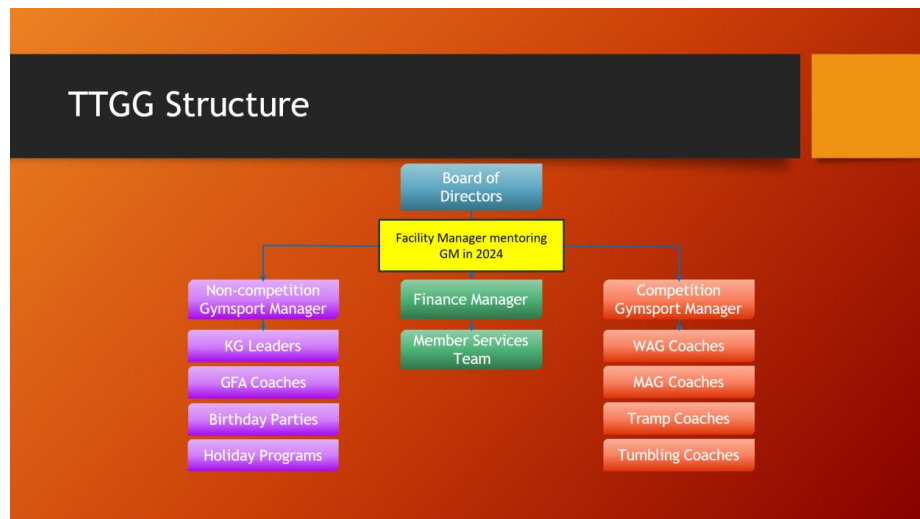 TTGG Structure
Board of
Directors
Facility Manager mentoring
GM in 2024
Non-competition
Gymsport Manager
KG Leaders
GFA Coaches
Birthday Parties
Holiday Programs
Finance Manager
Member Services
Team
Competition
Gymsport Manager
WAG Coaches
MAG Coaches
Tramp Coaches
Tumbling Coaches